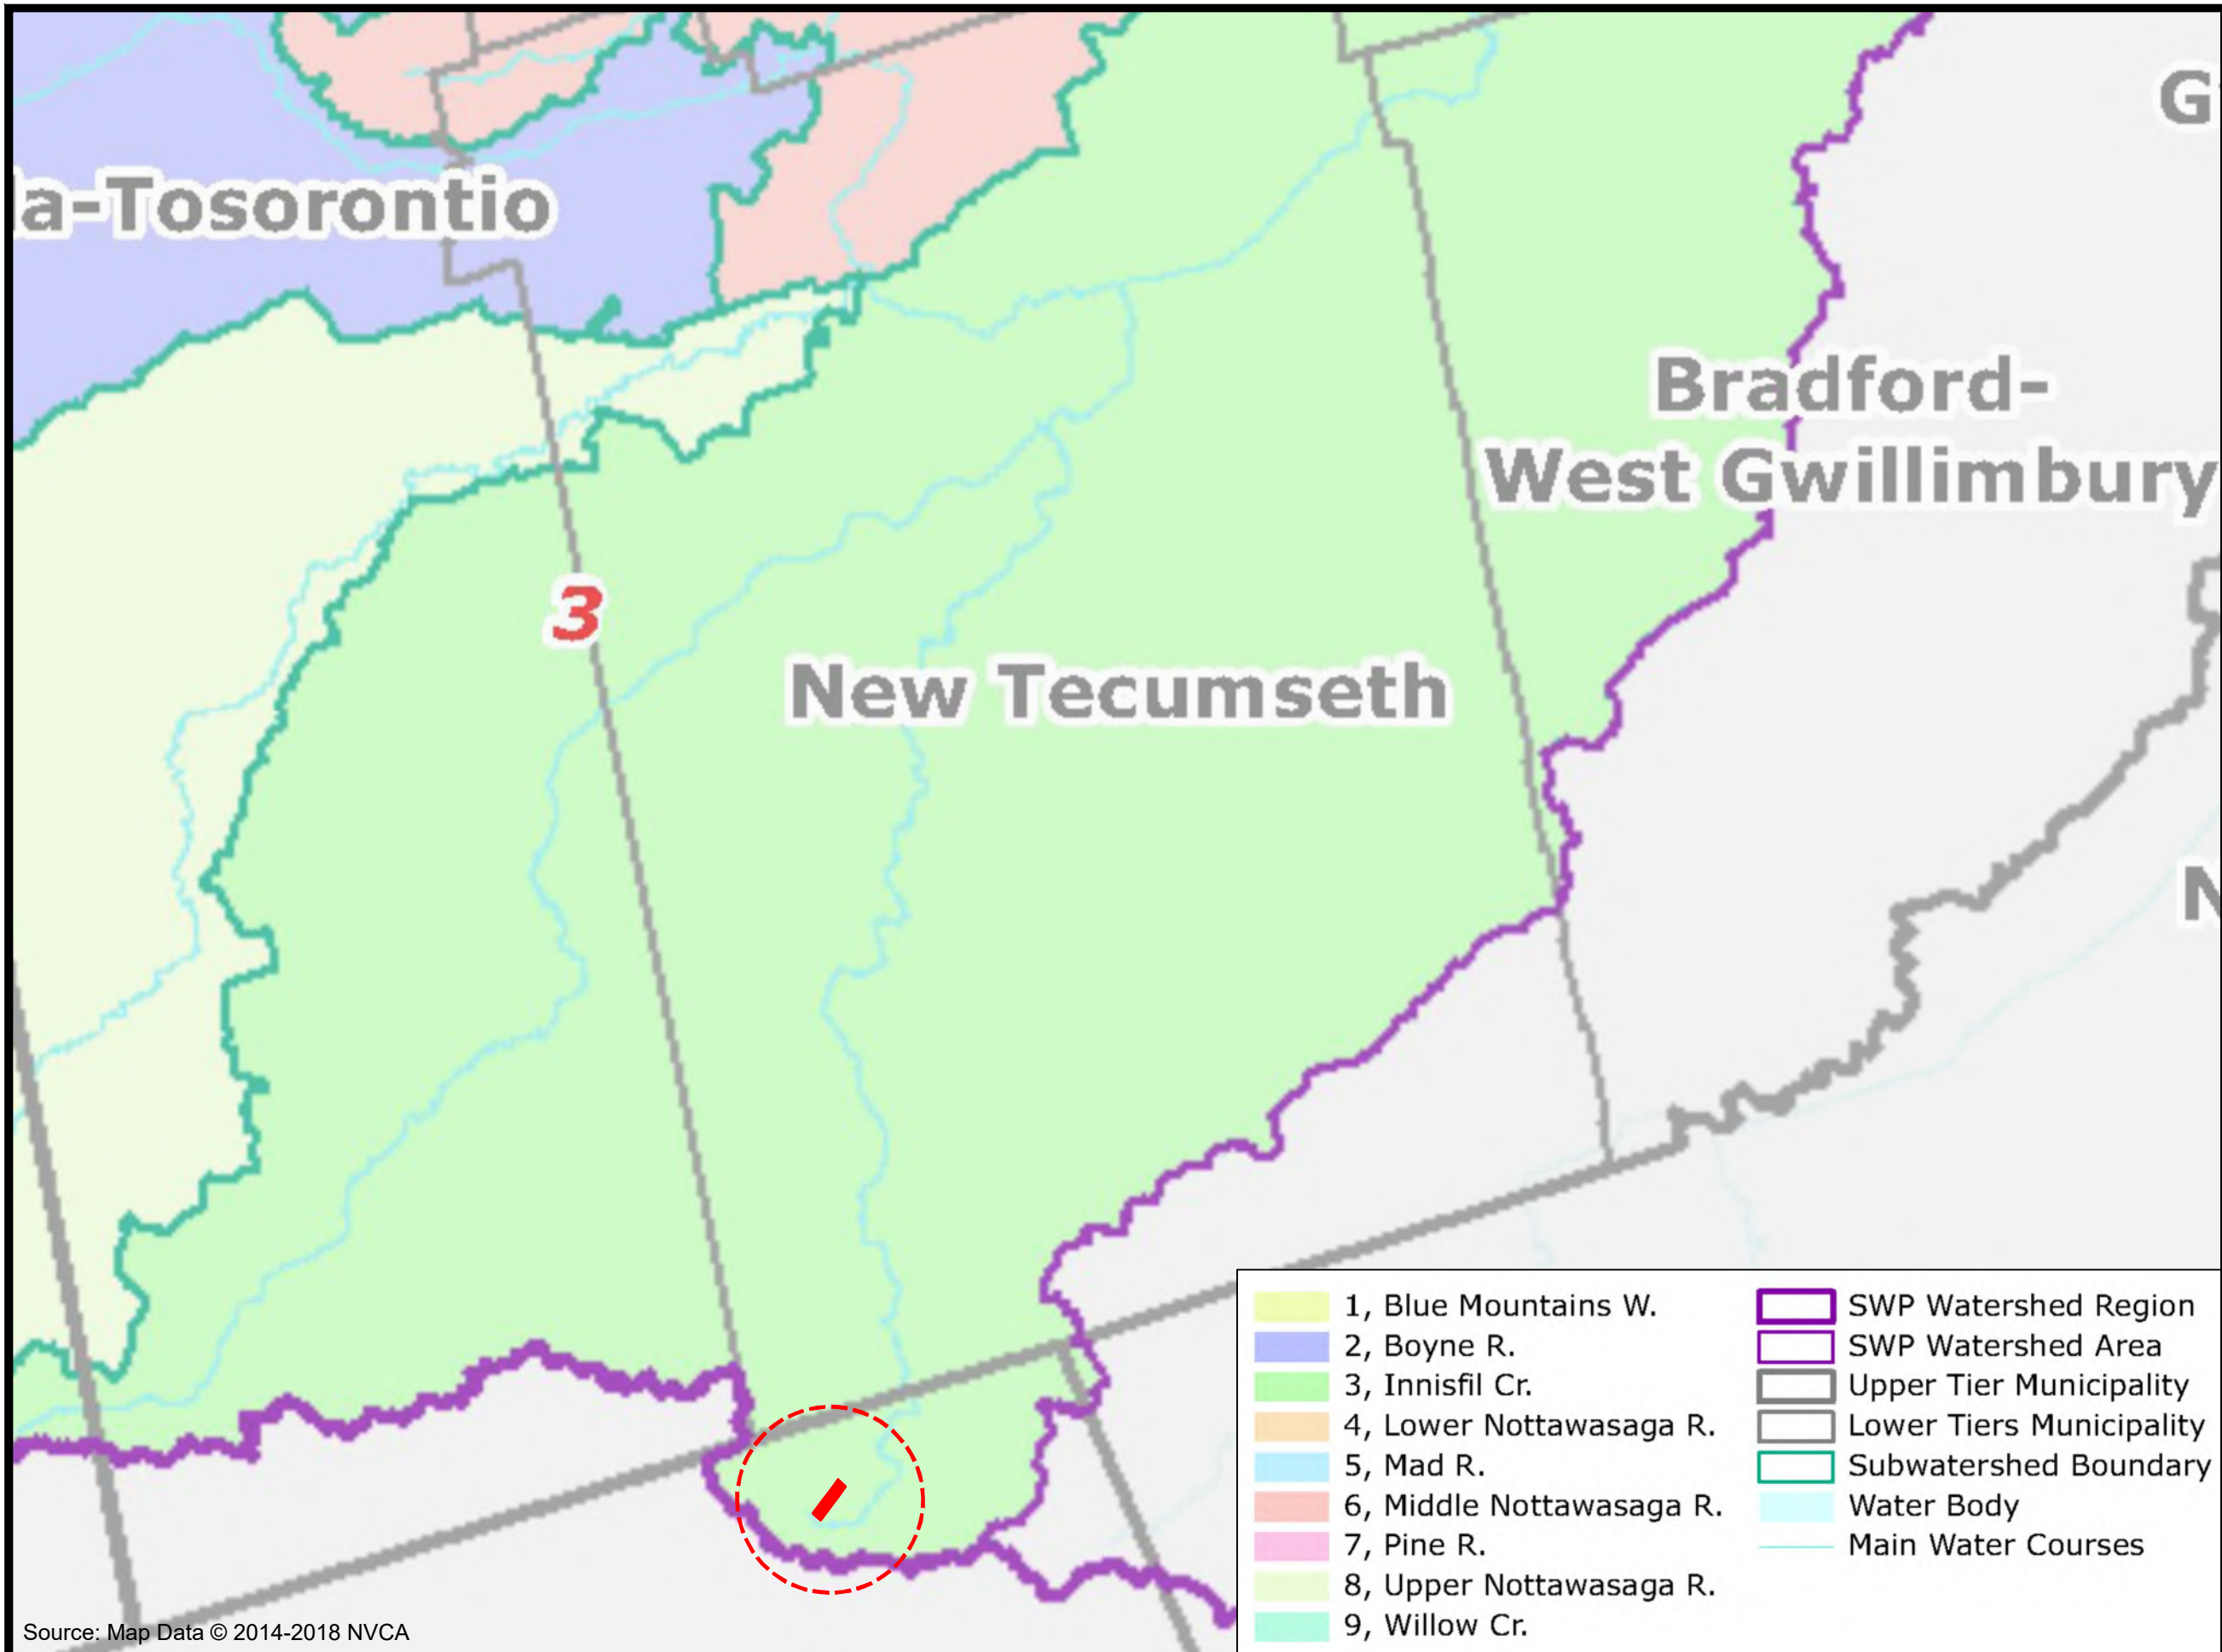 G
la-Tosorontio
Bradford-
West Gwillimbury
3
New Tecumseth
N
1, Blue Mountains W.
2, Boyne R.
3, Innisfil Cr.
4, Lower Nottawasaga R.
5, Mad R.
6, Middle Nottawasaga R.
7, Pine R.
8, Upper Nottawasaga R.
9, Willow Cr.
SWP Watershed Region
SWP Watershed Area
Upper Tier Municipality
Lower Tiers Municipality
Subwatershed Boundary
Water Body
Main Water Courses
Source: Map Data © 2014-2018 NVCA